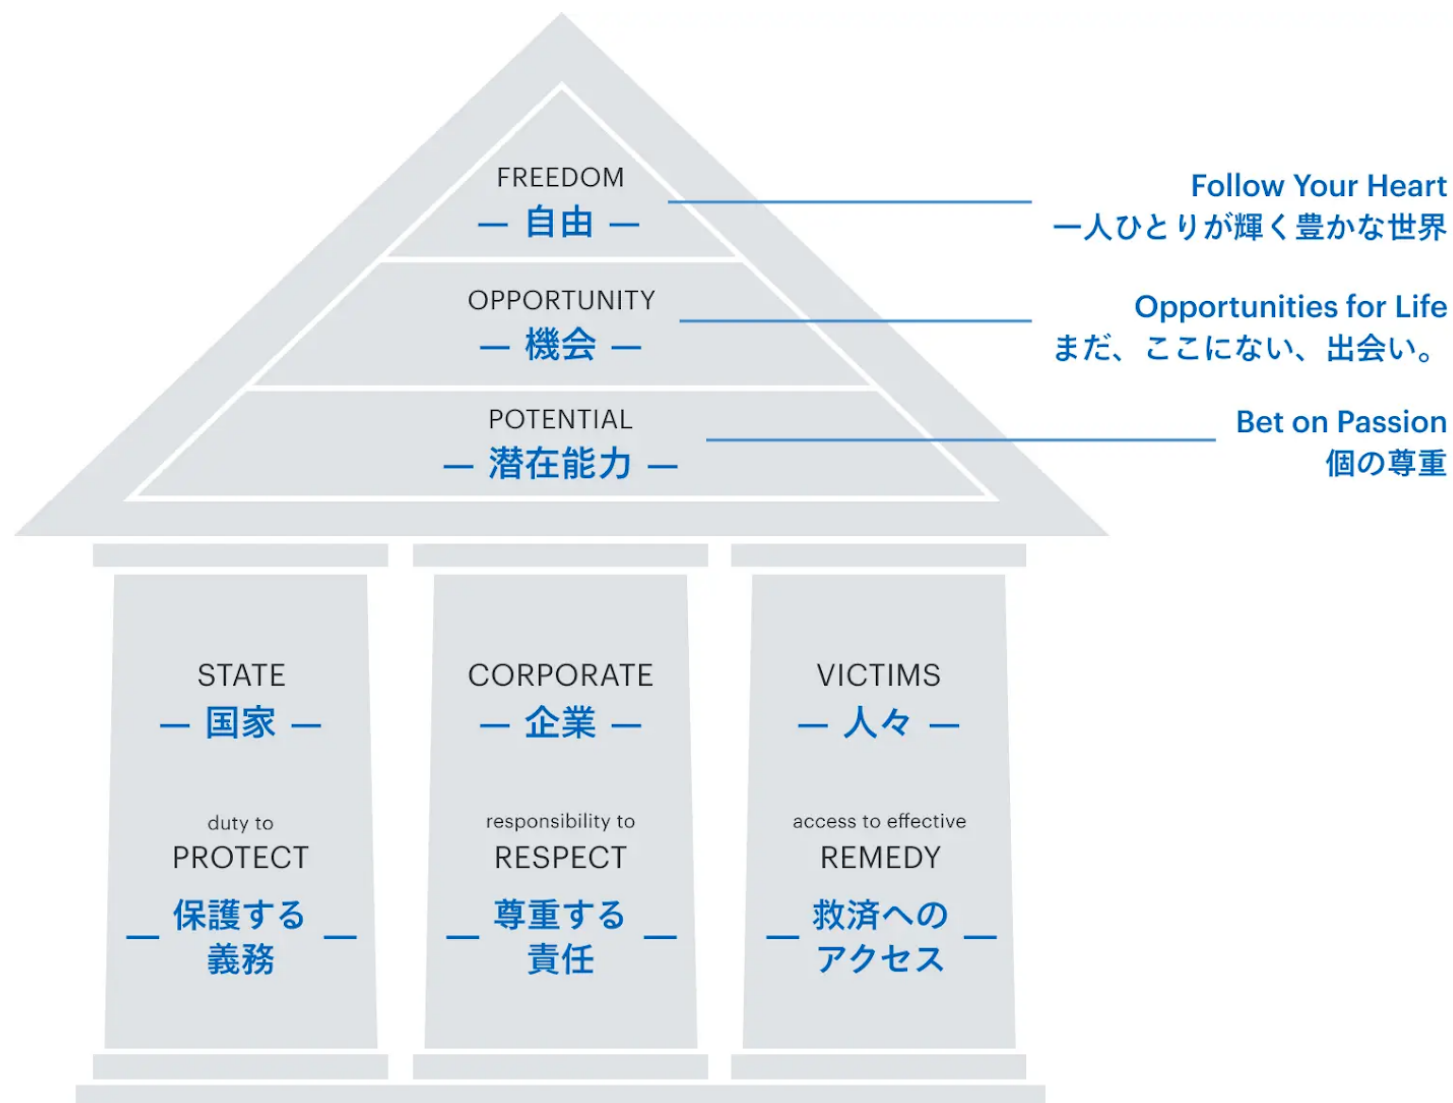 FREEDOM
— 自由 —
Follow Your Heart
一人ひとりが輝く豊かな世界
OPPORTUNITY
— 機会 —
Opportunities for Life
まだ、ここにない、出会い。
POTENTIAL
— 潜在能力 —
Bet on Passion
個の尊重
STATE
— 国家 —
duty to
PROTECT
— 保護する
義務 —
CORPORATE
— 企業 —
responsibility to
RESPECT
— 尊重する
責任 —
VICTIMS
— 人々 —
access to effective
REMEDY
— 救済への
アクセス —